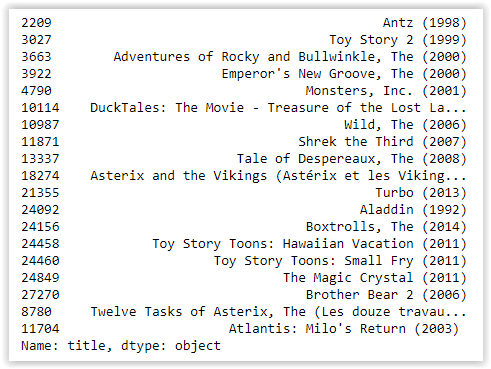 2209 Antz (1998)
3027 Toy Story 2 (1999)
3663 Adventures of Rocky and Bullwinkle, The (2000)
3922 Emperor's New Groove, The (2000)
4790 Monsters, Inc. (2001)
10114 DuckTales: The Movie - Treasure of the Lost La...
10987 Wild, The (2006)
11871 Shrek the Third (2007)
13337 Tale of Despereaux, The (2008)
18274 Asterix and the Vikings (Astérix et les Viking...
21355 Turbo (2013)
24092 Aladdin (1992)
24156 Boxtrolls, The (2014)
24458 Toy Story Toons: Hawaiian Vacation (2011)
24460 Toy Story Toons: Small Fry (2011)
24849 The Magic Crystal (2011)
27270 Brother Bear 2 (2006)
8780 Twelve Tasks of Asterix, The (Les douze travau...
11704 Atlantis: Milo's Return (2003)
Name: title, dtype: object